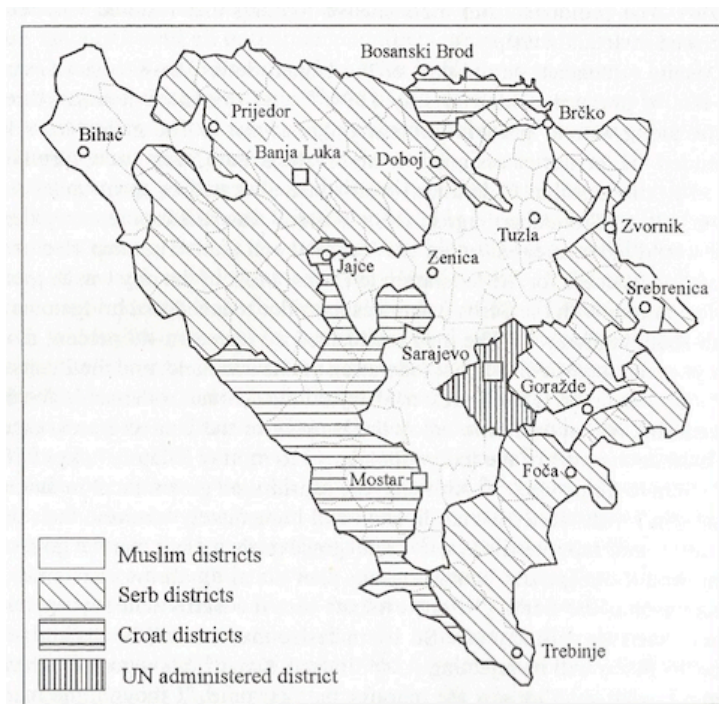 Bosanski Brod
Prijedor
Brčko
Bihać
Banja Luka
Doboj
Tuzla
Zvornik
Jajce
Zenica
Srebrenica
Sarajevo
Goražde
Mostar
Foča
Muslim districts
Serb districts
Croat districts
UN administered district
Trebinje